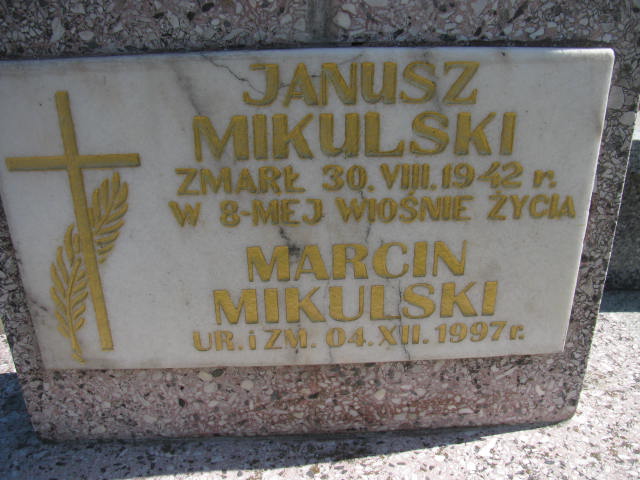 JANUSZ
MIKULSKI
ZMARŁ 30. VIII. 1942 r.
W 8-MEJ WIOŚNIE ŻYCIA
MARCIN
MIKULSKI
UR. i ZM. 04. XII. 1997 r.